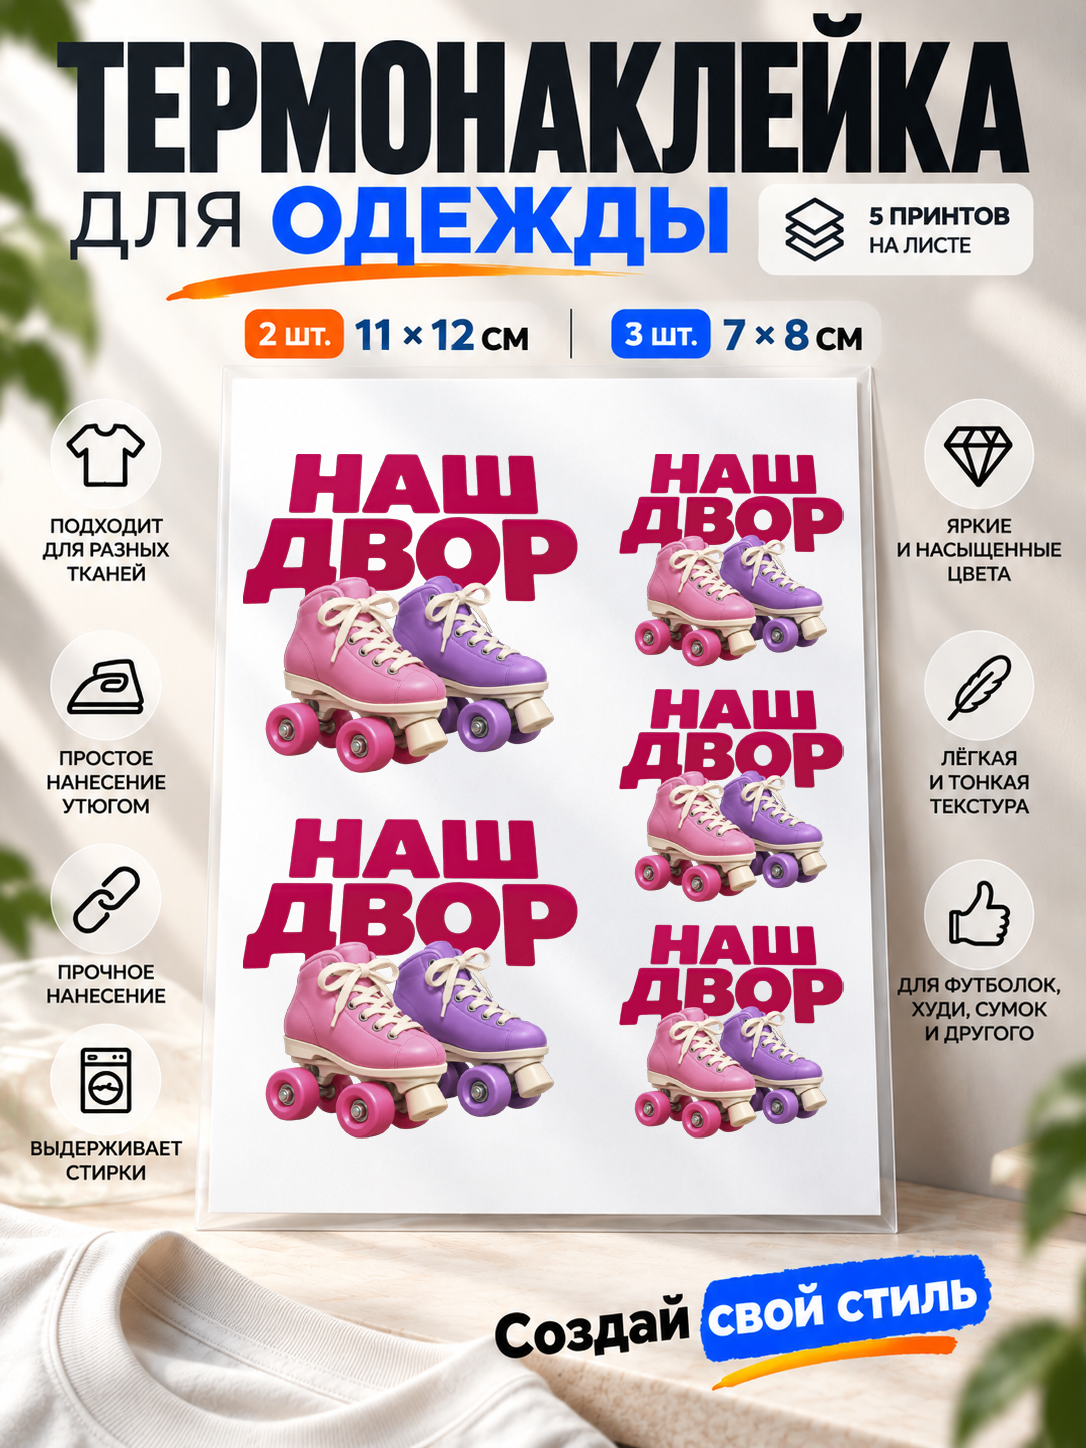 ТЕРМОНАКЛЕЙКА
ДЛЯ ОДЕЖДЫ
5 ПРИНТОВ
НА ЛИСТЕ
2 шт. 11 × 12 см
3 шт. 7 × 8 см
ПОДХОДИТ
ДЛЯ РАЗНЫХ
ТКАНЕЙ
ПРОСТОЕ
НАНЕСЕНИЕ
УТЮГОМ
ПРОЧНОЕ
НАНЕСЕНИЕ
ВЫДЕРЖИВАЕТ
СТИРКИ
НАШ
ДВОР
НАШ
ДВОР
НАШ
ДВОР
НАШ
ДВОР
НАШ
ДВОР
ЯРКИЕ
И НАСЫЩЕННЫЕ
ЦВЕТА
ЛЁГКАЯ
И ТОНКАЯ
ТЕКСТУРА
ДЛЯ ФУТБОЛОК,
ХУДИ, СУМОК
И ДРУГОГО
Создай свой стиль